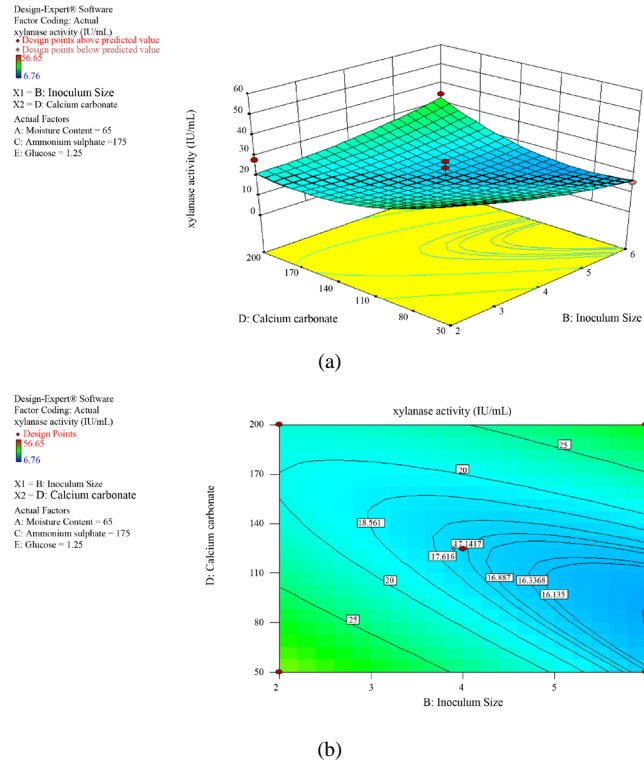 Design-Expert® Software
Factor Coding: Actual
xylanase activity (IU/mL)
Design points above predicted value
Design points below predicted value
56.65
6.76
X1 = B: Inoculum Size
X2 = D: Calcium carbonate
Actual Factors
A: Moisture Content = 65
C: Ammonium sulphate =175
E: Glucose = 1.25
xylanase activity (IU/mL)
60
50
40
30
20
10
0
200
170
140
110
80
50
2
3
4
5
6
D: Calcium carbonate
B: Inoculum Size
(a)
Design-Expert® Software
Factor Coding: Actual
xylanase activity (IU/mL)
Design Points
56.65
6.76
X1 = B: Inoculum Size
X2 = D: Calcium carbonate
Actual Factors
A: Moisture Content = 65
C: Ammonium sulphate = 175
E: Glucose = 1.25
xylanase activity (IU/mL)
D: Calcium carbonate
200
170
140
110
80
50
25
20
18.561
17.1417
17.616
16.887
16.3368
16.135
20
25
2
3
4
5
B: Inoculum Size
(b)